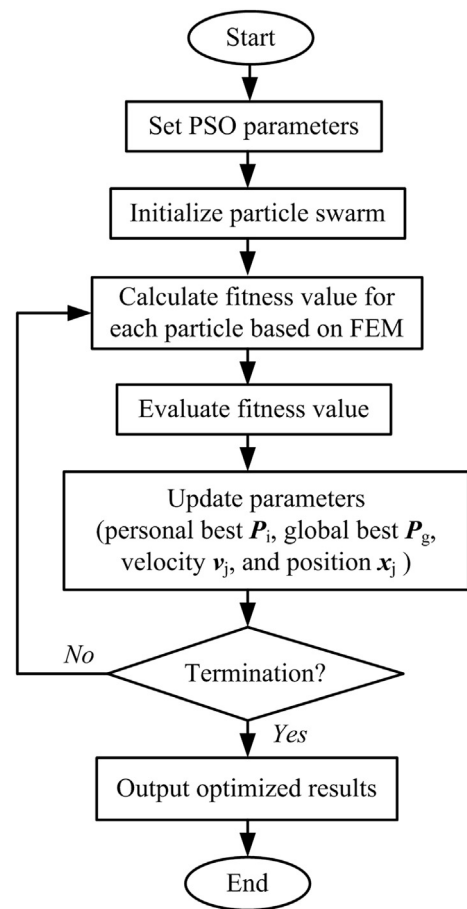 Start
Set PSO parameters
Initialize particle swarm
Calculate fitness value for
each particle based on FEM
Evaluate fitness value
Update parameters
(personal best Pi, global best Pg,
velocity vj, and position xj )
Termination?
No
Yes
Output optimized results
End